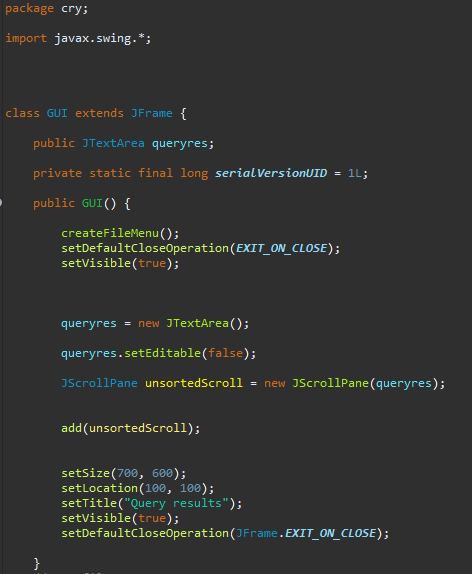 package cry;
import javax.swing.*;
class GUI extends JFrame {
public JTextArea queryres;
private static final long serialVersionUID = 1L;
public GUI() {
createFileMenu();
setDefaultCloseOperation(EXIT_ON_CLOSE);
setVisible(true);
queryres = new JTextArea();
queryres.setEditable(false);
JScrollPane unsortedScroll = new JScrollPane(queryres);
add(unsortedScroll);
setSize(700, 600);
setLocation(100, 100);
setTitle("Query results");
setVisible(true);
setDefaultCloseOperation(JFrame.EXIT_ON_CLOSE);
}